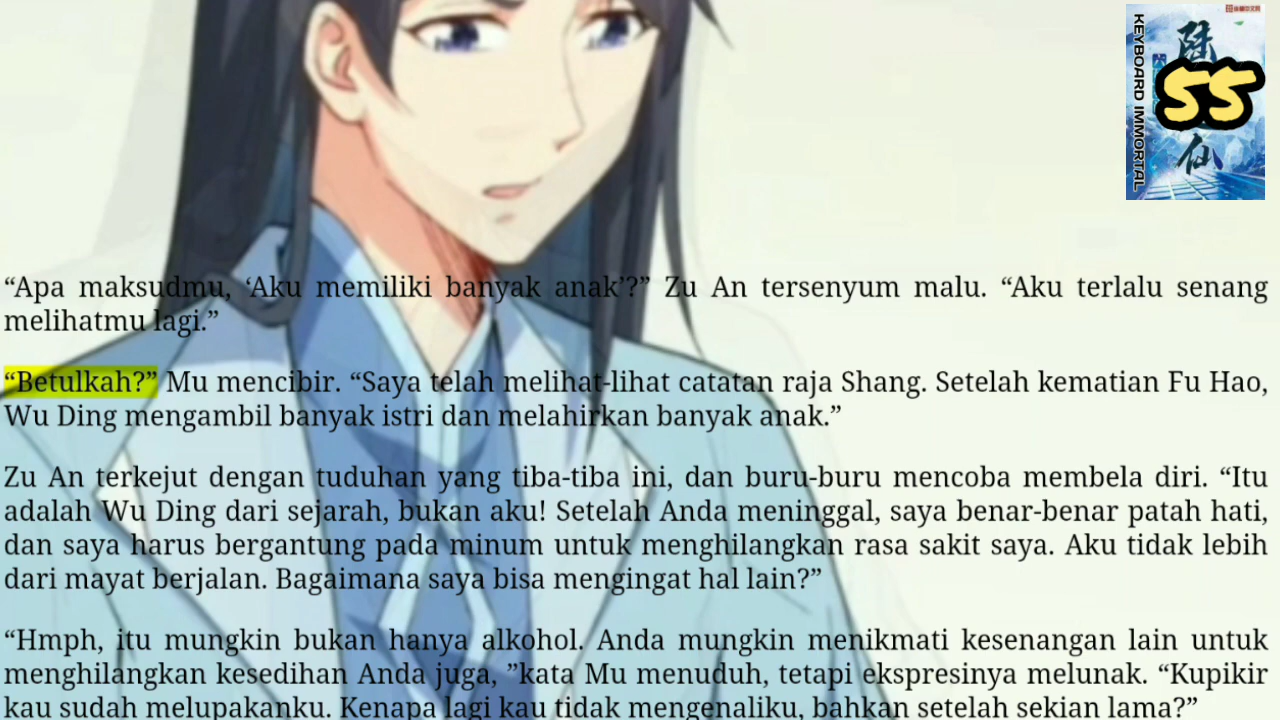 KEYBOARD IMMORTAL
陆
仙
55
“Apa maksudmu, ‘Aku memiliki banyak anak’?” Zu An tersenyum malu. “Aku terlalu senang
melihatmu lagi.”
“Betulkah?” Mu mencibir. “Saya telah melihat-lihat catatan raja Shang. Setelah kematian Fu Hao,
Wu Ding mengambil banyak istri dan melahirkan banyak anak.”
Zu An terkejut dengan tuduhan yang tiba-tiba ini, dan buru-buru mencoba membela diri. “Itu
adalah Wu Ding dari sejarah, bukan aku! Setelah Anda meninggal, saya benar-benar patah hati,
dan saya harus bergantung pada minum untuk menghilangkan rasa sakit saya. Aku tidak lebih
dari mayat berjalan. Bagaimana saya bisa mengingat hal lain?”
“Hmph, itu mungkin bukan hanya alkohol. Anda mungkin menikmati kesenangan lain untuk
menghilangkan kesedihan Anda juga, ”kata Mu menuduh, tetapi ekspresinya melunak. “Kupikir
kau sudah melupakanku. Kenapa lagi kau tidak mengenaliku, bahkan setelah sekian lama?”